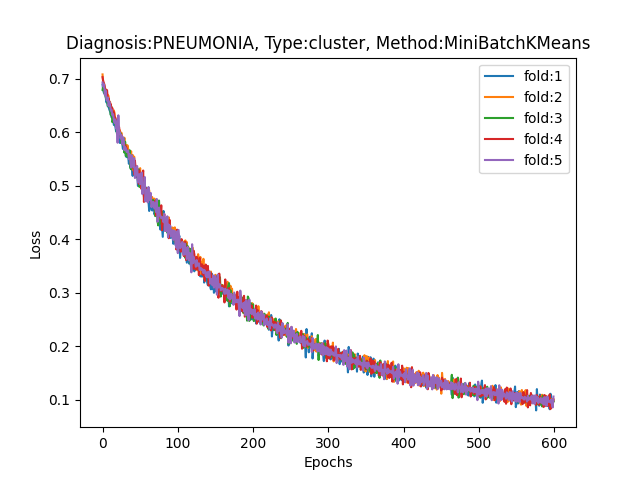 Diagnosis:PNEUMONIA, Type:cluster, Method:MiniBatchKMeans
fold:1
fold:2
fold:3
fold:4
fold:5
Loss
0.7
0.6
0.5
0.4
0.3
0.2
0.1
0 100 200 300 400 500 600
Epochs